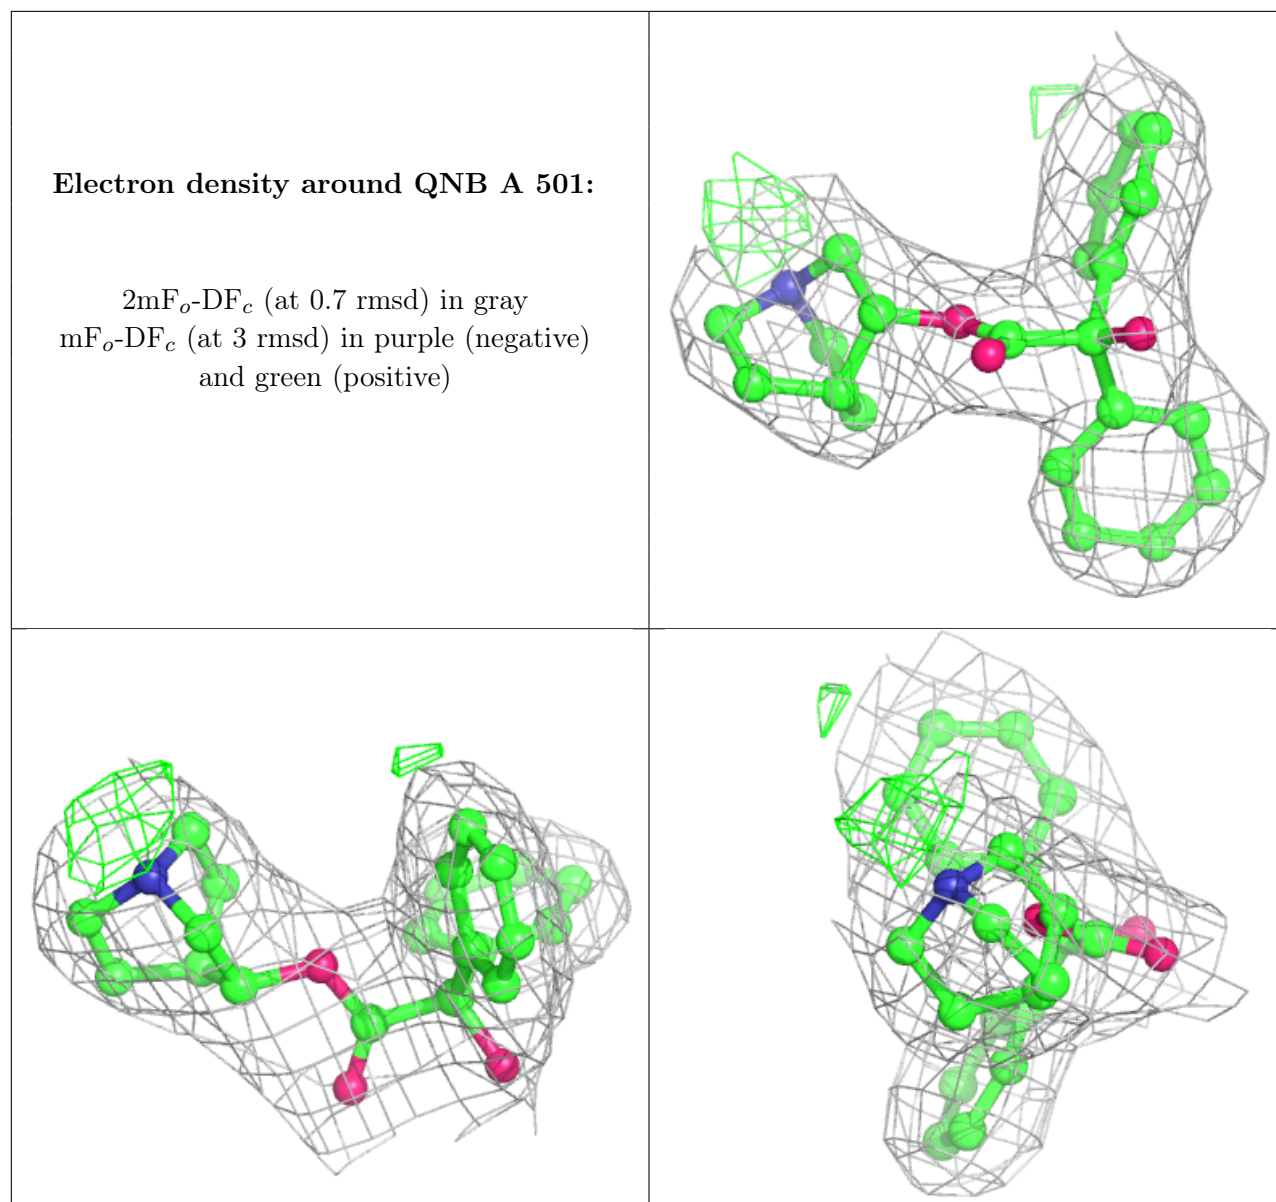 Electron density around QNB A 501:
2mFo-DFc (at 0.7 rmsd) in gray
mFo-DFc (at 3 rmsd) in purple (negative)
and green (positive)